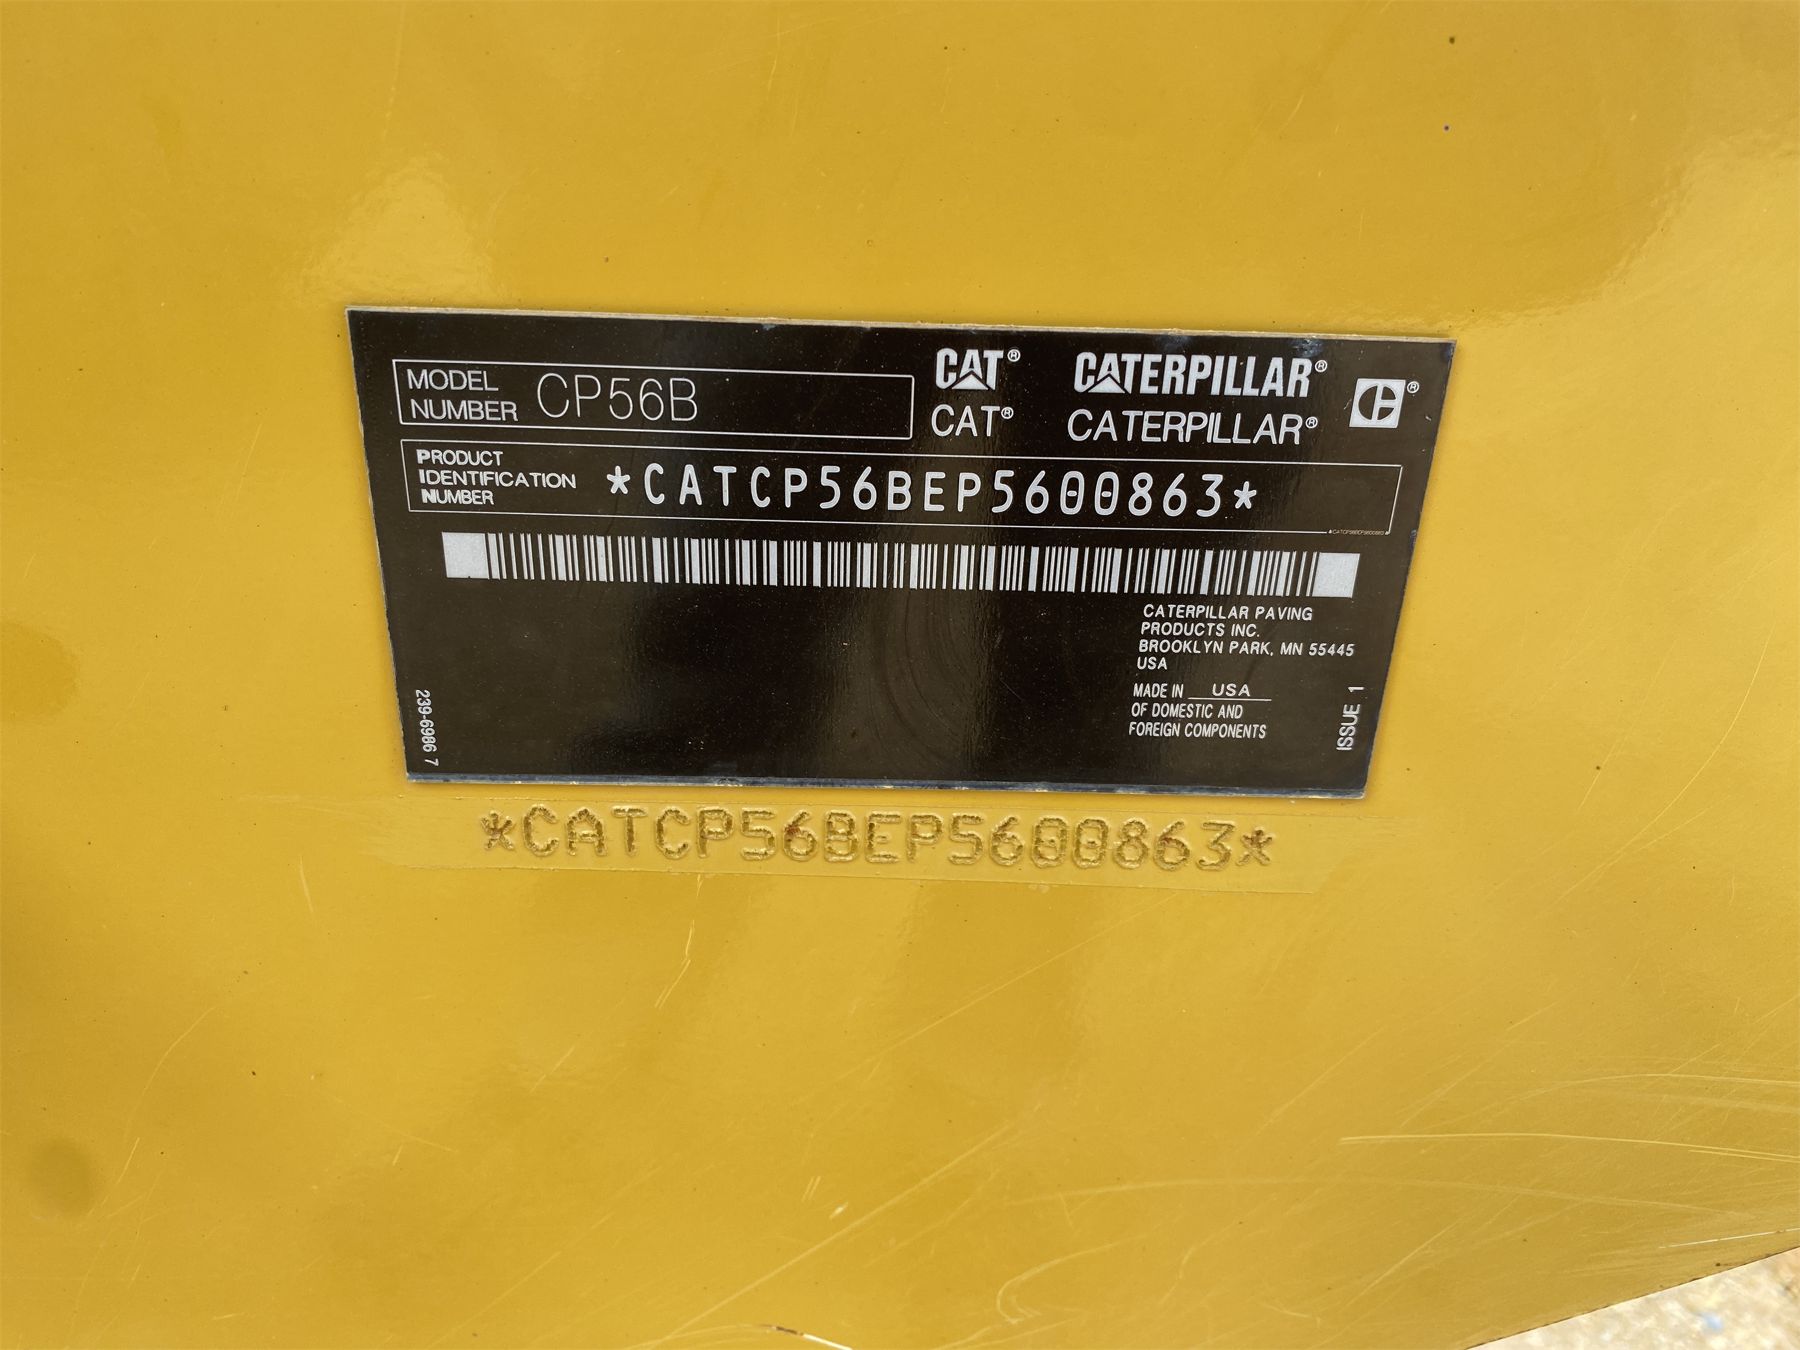 MODEL NUMBER CP56B
CAT® CATERPILLAR®
CAT® CATERPILLAR®
PRODUCT
IDENTIFICATION
NUMBER
*CATCP56BEP5600863*
*CATCP56BEP5600863*
CATERPILLAR PAVING
PRODUCTS INC.
BROOKLYN PARK, MN 55445
USA
MADE IN USA
OF DOMESTIC AND
FOREIGN COMPONENTS
239-6986 7
ISSUE 1
*CATCP56BEP5600863*